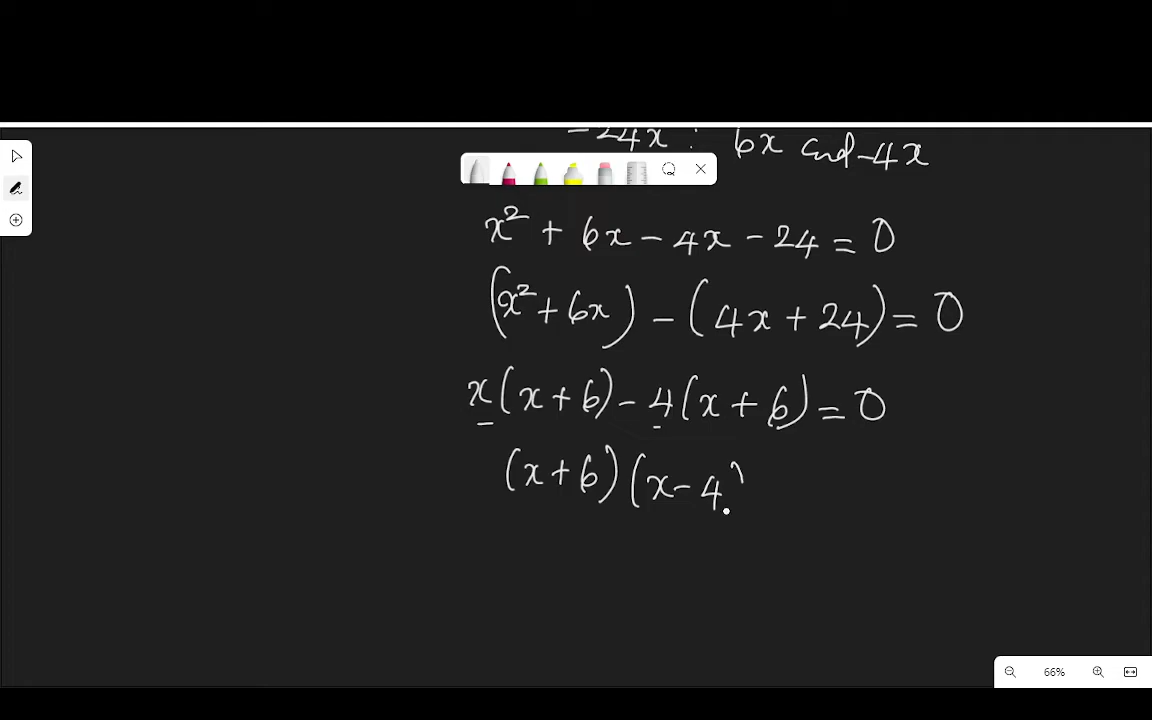 -24x : 6x and -4x
x² + 6x - 4x - 24 = 0
(x² + 6x) - (4x + 24) = 0
x(x + 6) - 4(x + 6) = 0
(x + 6)(x - 4)
66%